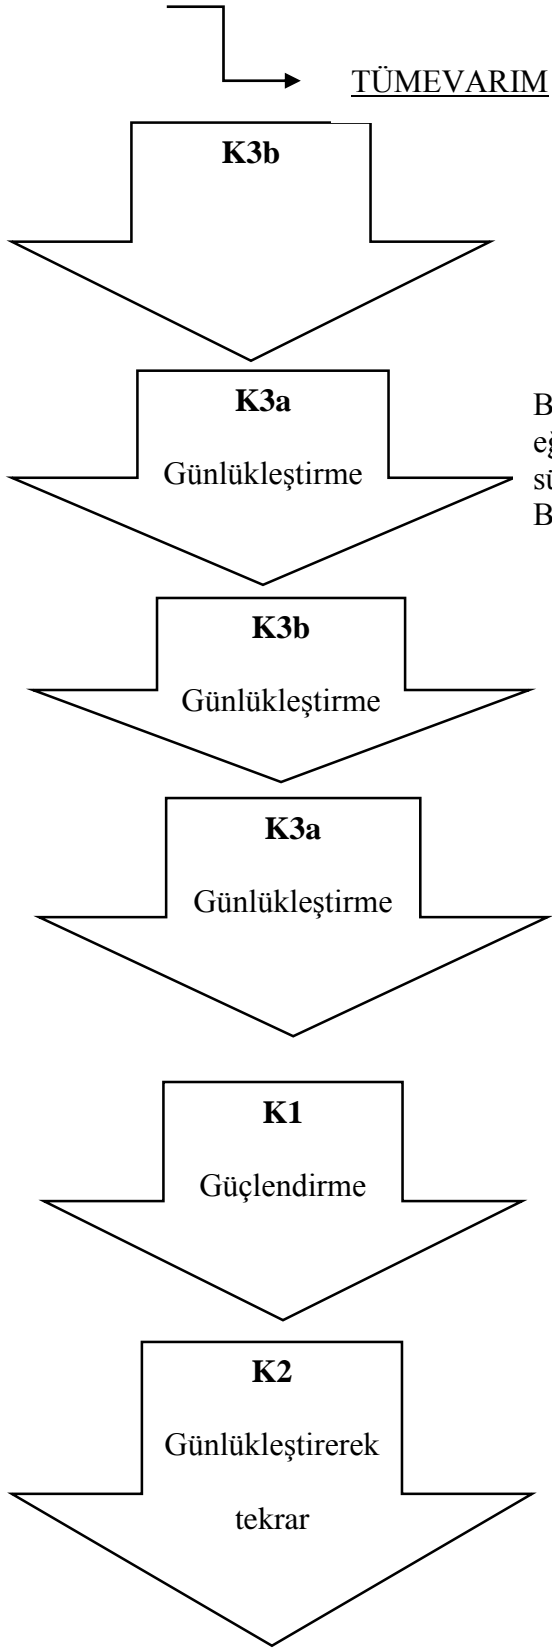 TÜMEVARIM
K3b
K3a
Günlükleştirme
K3b
Günlükleştirme
K3a
Günlükleştirme
K1
Güçlendirme
K2
Günlükleştirerek
tekrar